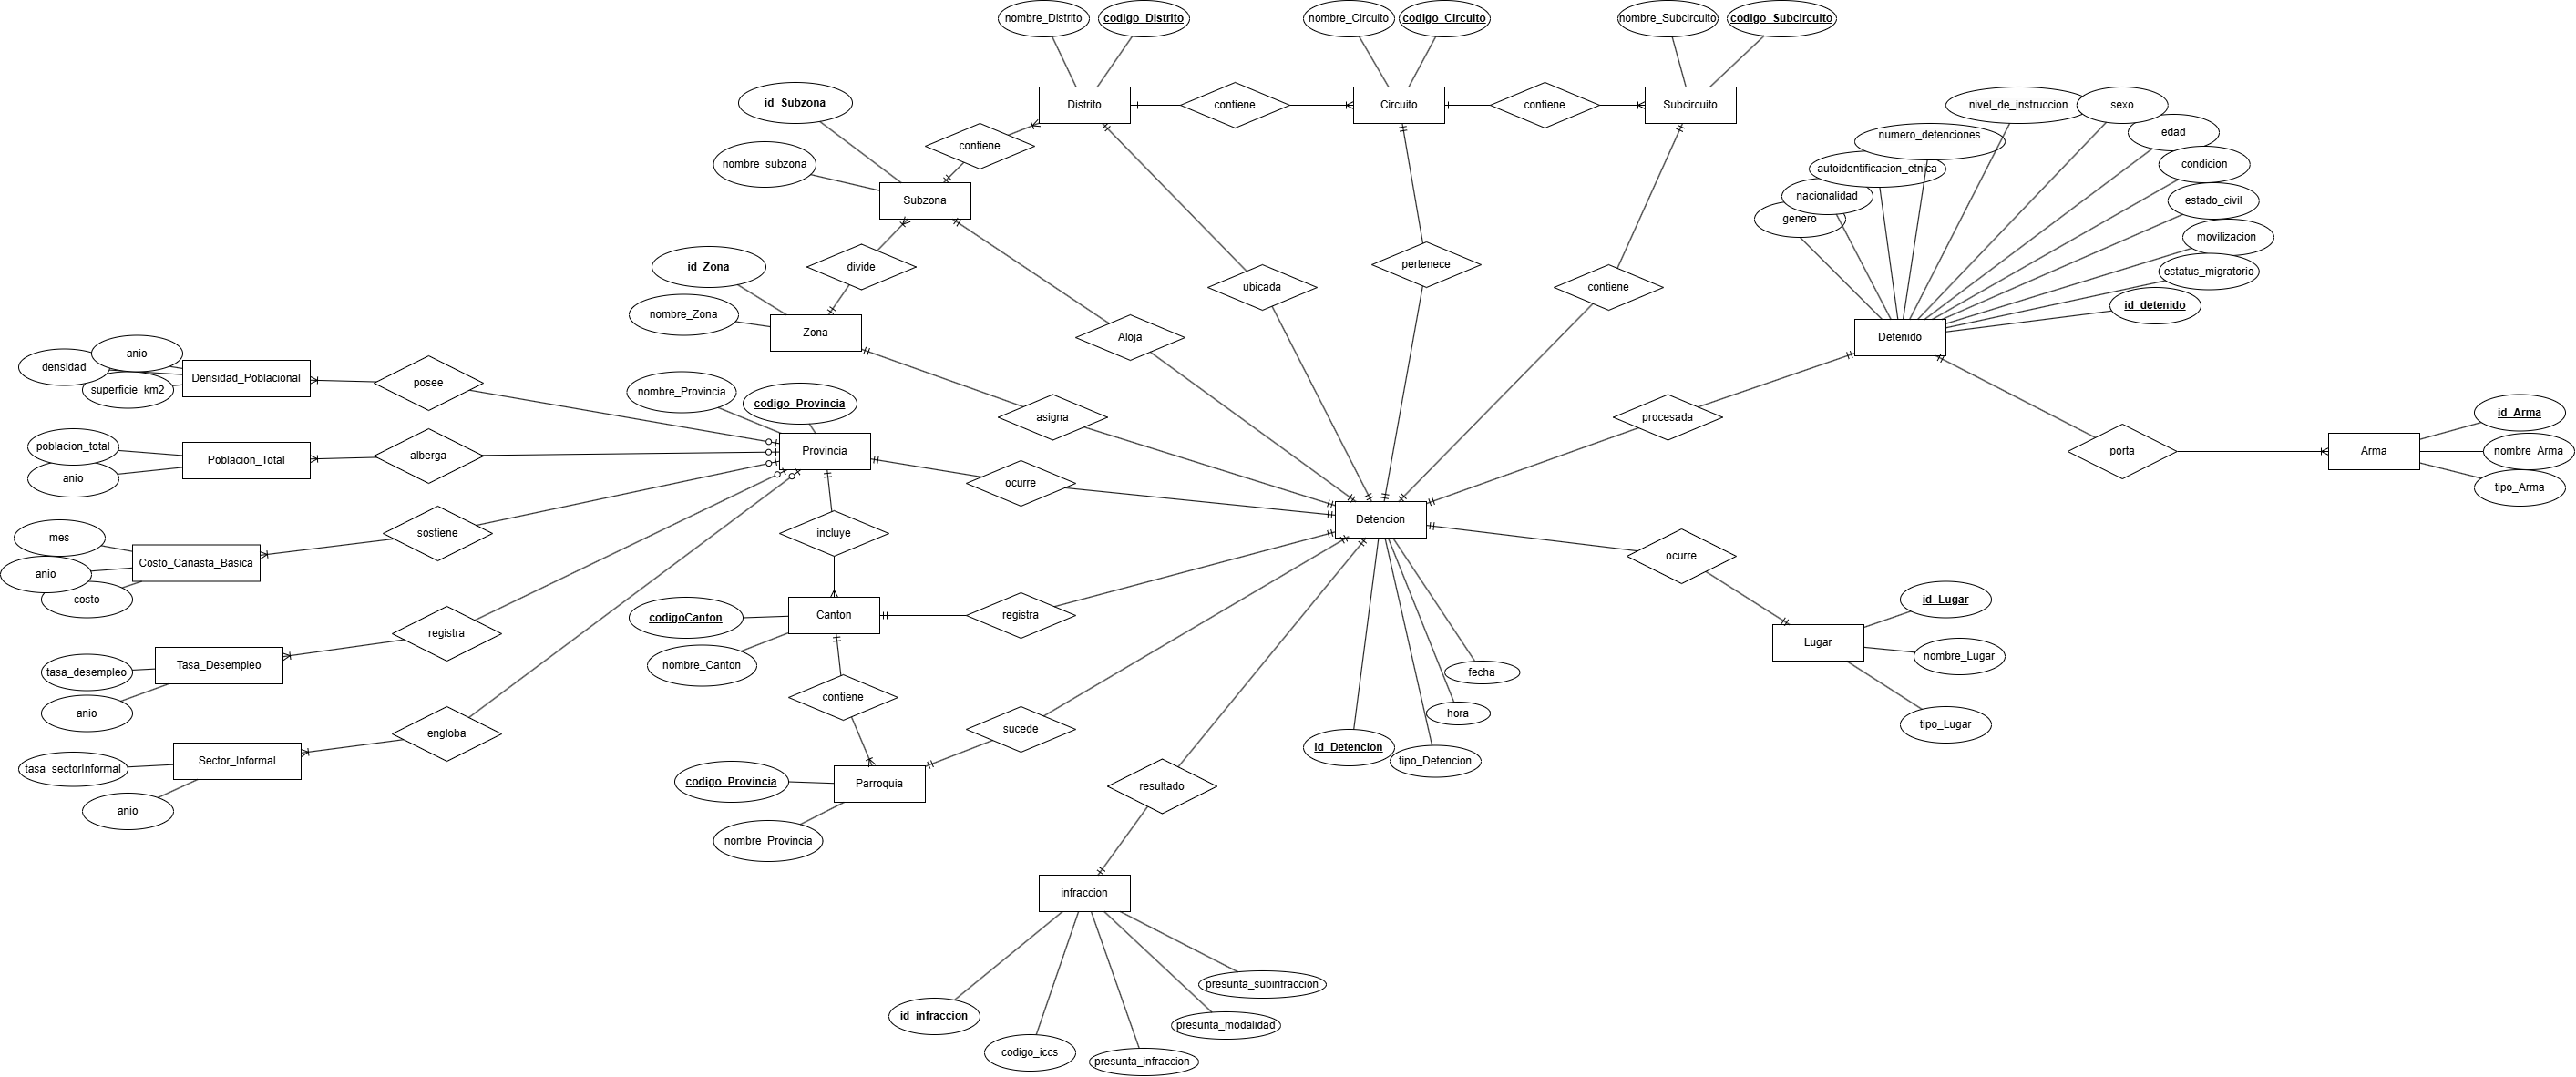 nombre_Distrito
codigo_Distrito
nombre_Circuito
codigo_Circuito
nombre_Subcircuito
codigo_Subcircuito
id_Subzona
Distrito
contiene
Circuito
contiene
Subcircuito
nivel_de_instruccion
sexo
contiene
numero_detenciones
edad
nombre_subzona
autoidentificacion_etnica
condicion
Subzona
nacionalidad
estado_civil
genero
movilizacion
id_Zona
divide
pertenece
estatus_migratorio
ubicada
contiene
nombre_Zona
id_detenido
Zona
Aloja
Detenido
anio
densidad
Densidad_Poblacional
posee
superficie_km2
nombre_Provincia
codigo_Provincia
asigna
procesada
id_Arma
poblacion_total
Poblacion_Total
alberga
Provincia
porta
Arma
nombre_Arma
anio
ocurre
tipo_Arma
mes
sostiene
incluye
Detencion
anio
Costo_Canasta_Basica
ocurre
costo
id_Lugar
codigoCanton
Canton
registra
registra
Lugar
tasa_desempleo
Tasa_Desempleo
nombre_Canton
nombre_Lugar
fecha
anio
contiene
hora
engloba
sucede
tipo_Lugar
tasa_sectorInformal
Sector_Informal
id_Detencion
tipo_Detencion
anio
codigo_Provincia
Parroquia
resultado
nombre_Provincia
infraccion
presunta_subinfraccion
id_infraccion
presunta_modalidad
codigo_iccs
presunta_infraccion